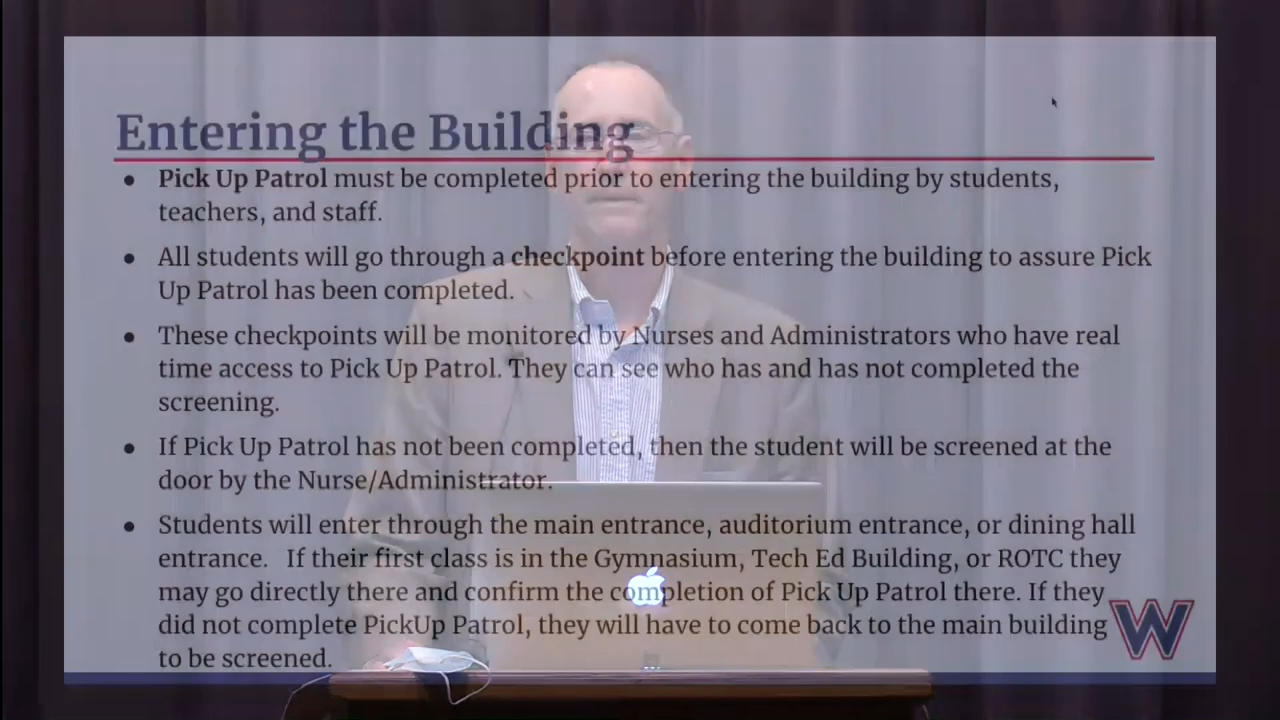 Entering the Building
• Pick Up Patrol must be completed prior to entering the building by students,
teachers, and staff.
• All students will go through a checkpoint before entering the building to assure Pick
Up Patrol has been completed.
• These checkpoints will be monitored by Nurses and Administrators who have real
time access to Pick Up Patrol. They can see who has and has not completed the
screening.
• If Pick Up Patrol has not been completed, then the student will be screened at the
door by the Nurse/Administrator.
• Students will enter through the main entrance, auditorium entrance, or dining hall
entrance. If their first class is in the Gymnasium, Tech Ed Building, or ROTC they
may go directly there and confirm the completion of Pick Up Patrol there. If they
did not complete PickUp Patrol, they will have to come back to the main building
to be screened.
W